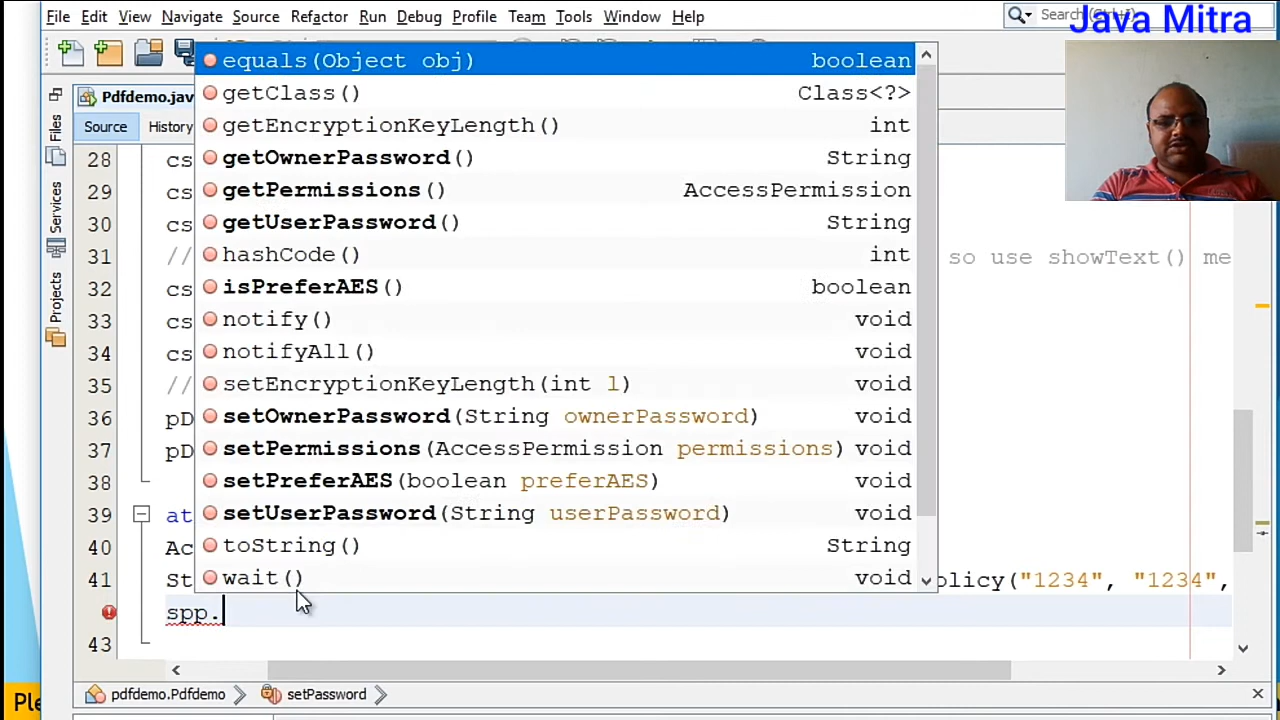 File Edit View Navigate Source Refactor Run Debug Profile Team Tools Window Help
Search (Ctrl+I)
Java Mitra
Pdfdemo.jav
Source History
Files
Services
Projects
equals(Object obj) boolean
getClass() Class<?>
getEncryptionKeyLength() int
28 cs getOwnerPassword() String
29 cs getPermissions() AccessPermission
30 cs getUserPassword() String
31 // hashCode() int so use showText() me
32 cs isPreferAES() boolean
33 cs notify() void
34 cs notifyAll() void
35 // setEncryptionKeyLength(int l) void
36 pD setOwnerPassword(String ownerPassword) void
37 pD setPermissions(AccessPermission permissions) void
38 setPreferAES(boolean preferAES) void
39 at setUserPassword(String userPassword) void
40 Ac toString() String
41 St wait() void olicy("1234", "1234",
spp.
43
pdfdemo.Pdfdemo setPassword
Ple